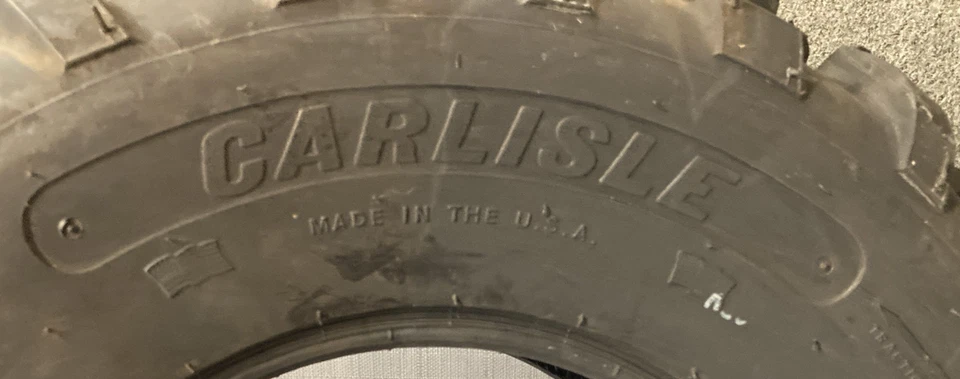 CARLISLE
MADE IN THE U.S.A.